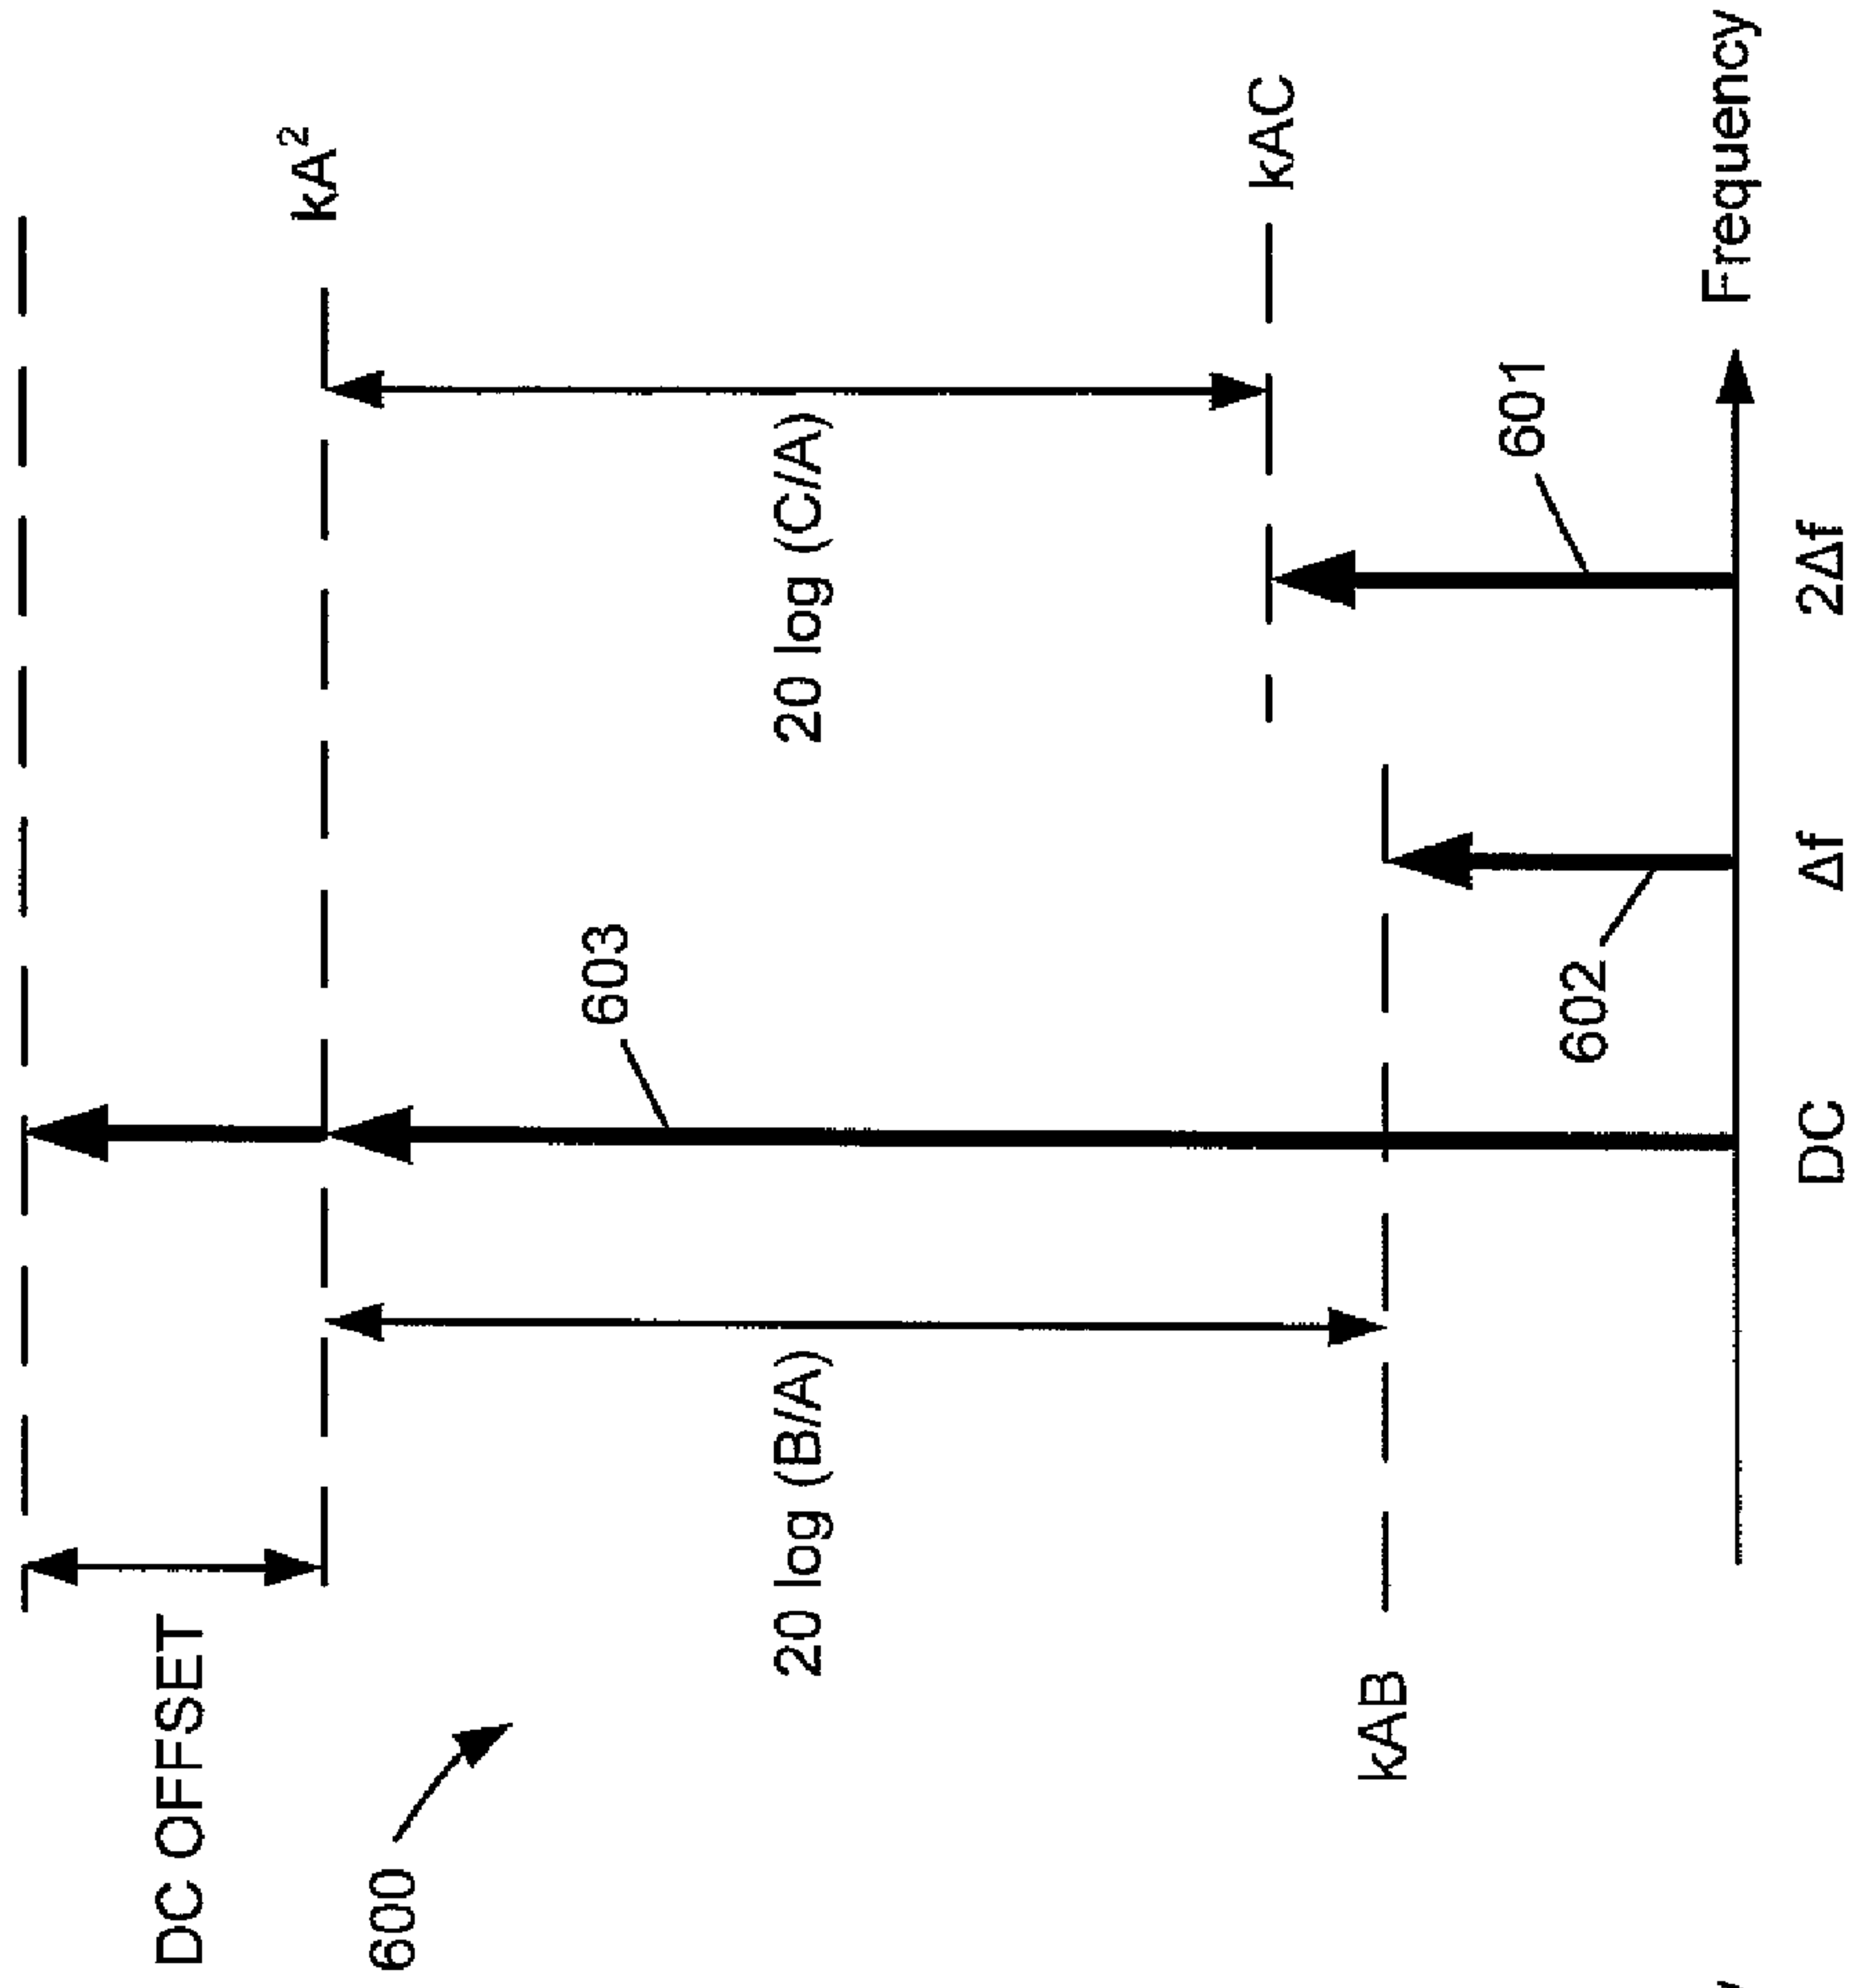 DC OFFSET
kA²
600
603
20 log (B/A)
20 log (C/A)
kAC
kAB
602
601
DC
Δf
2Δf
Frequency